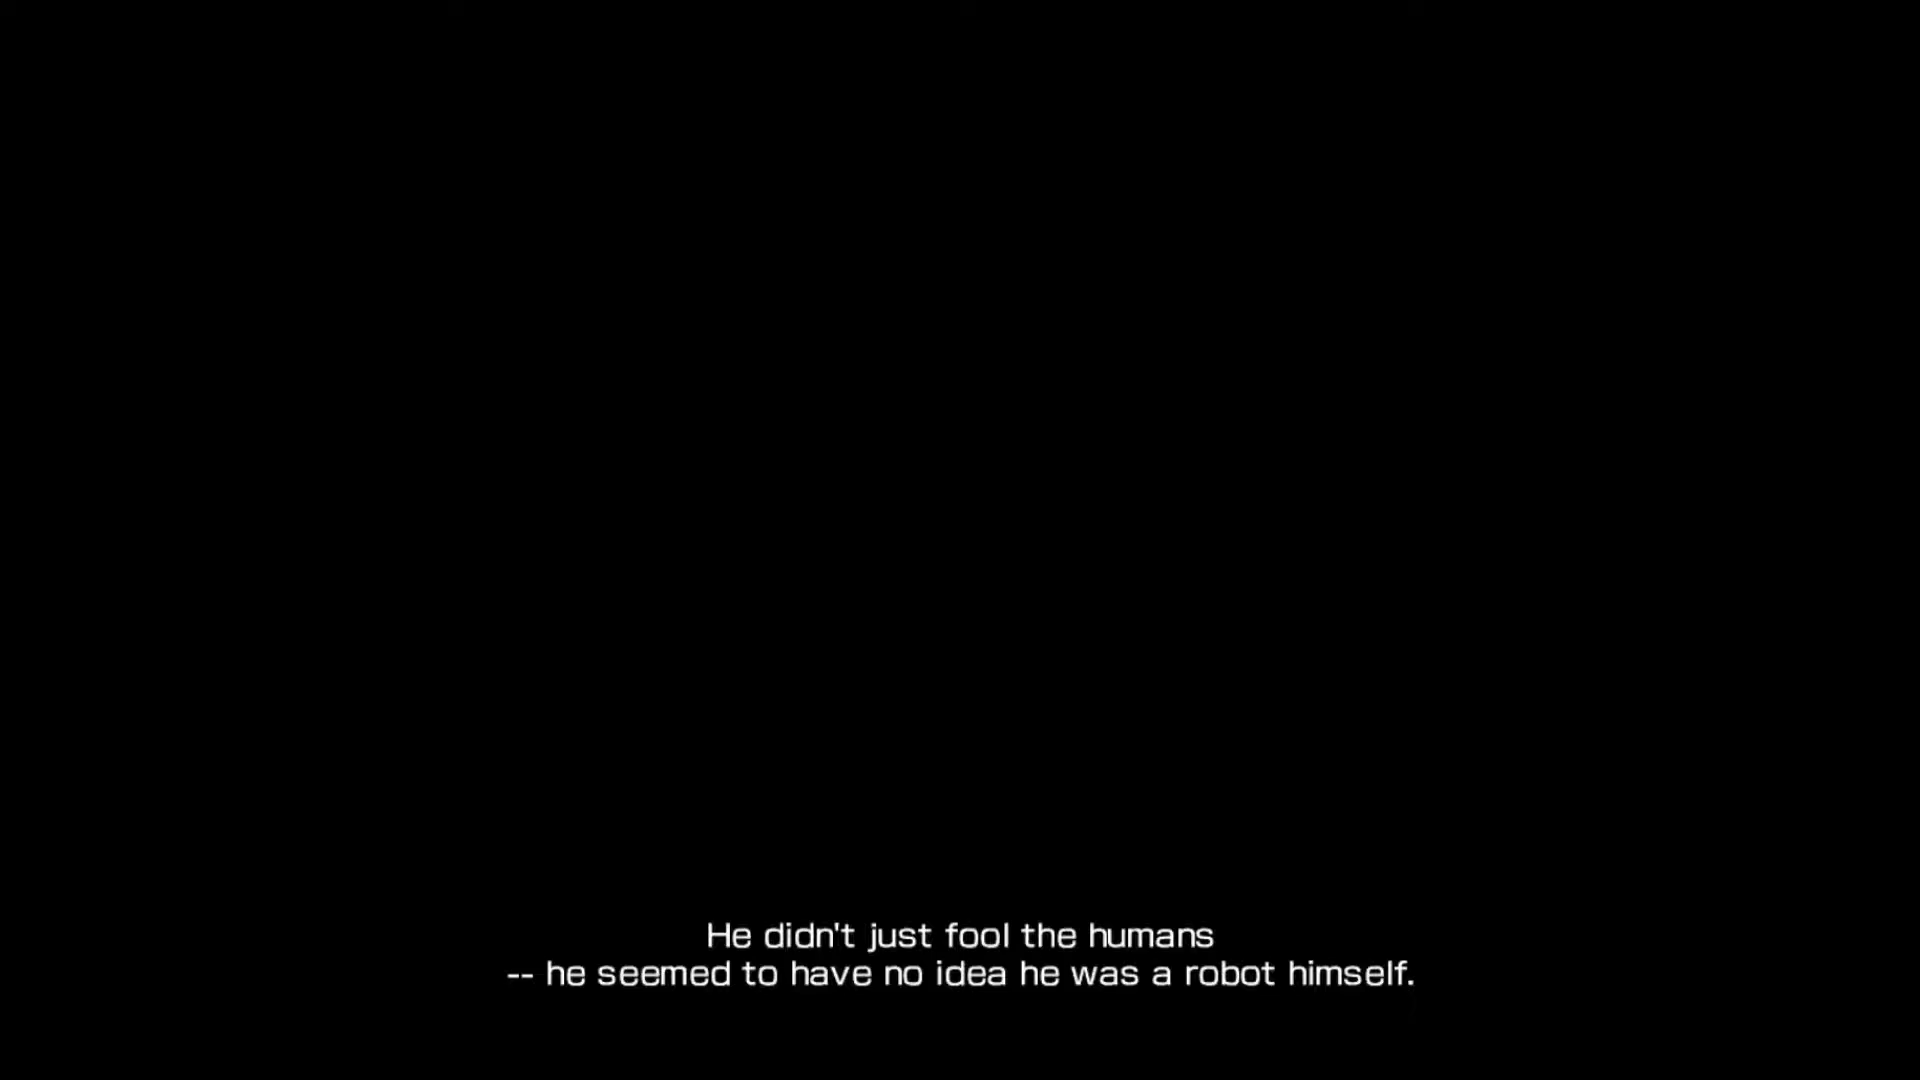 He didn't just fool the humans
-- he seemed to have no idea he was a robot himself.